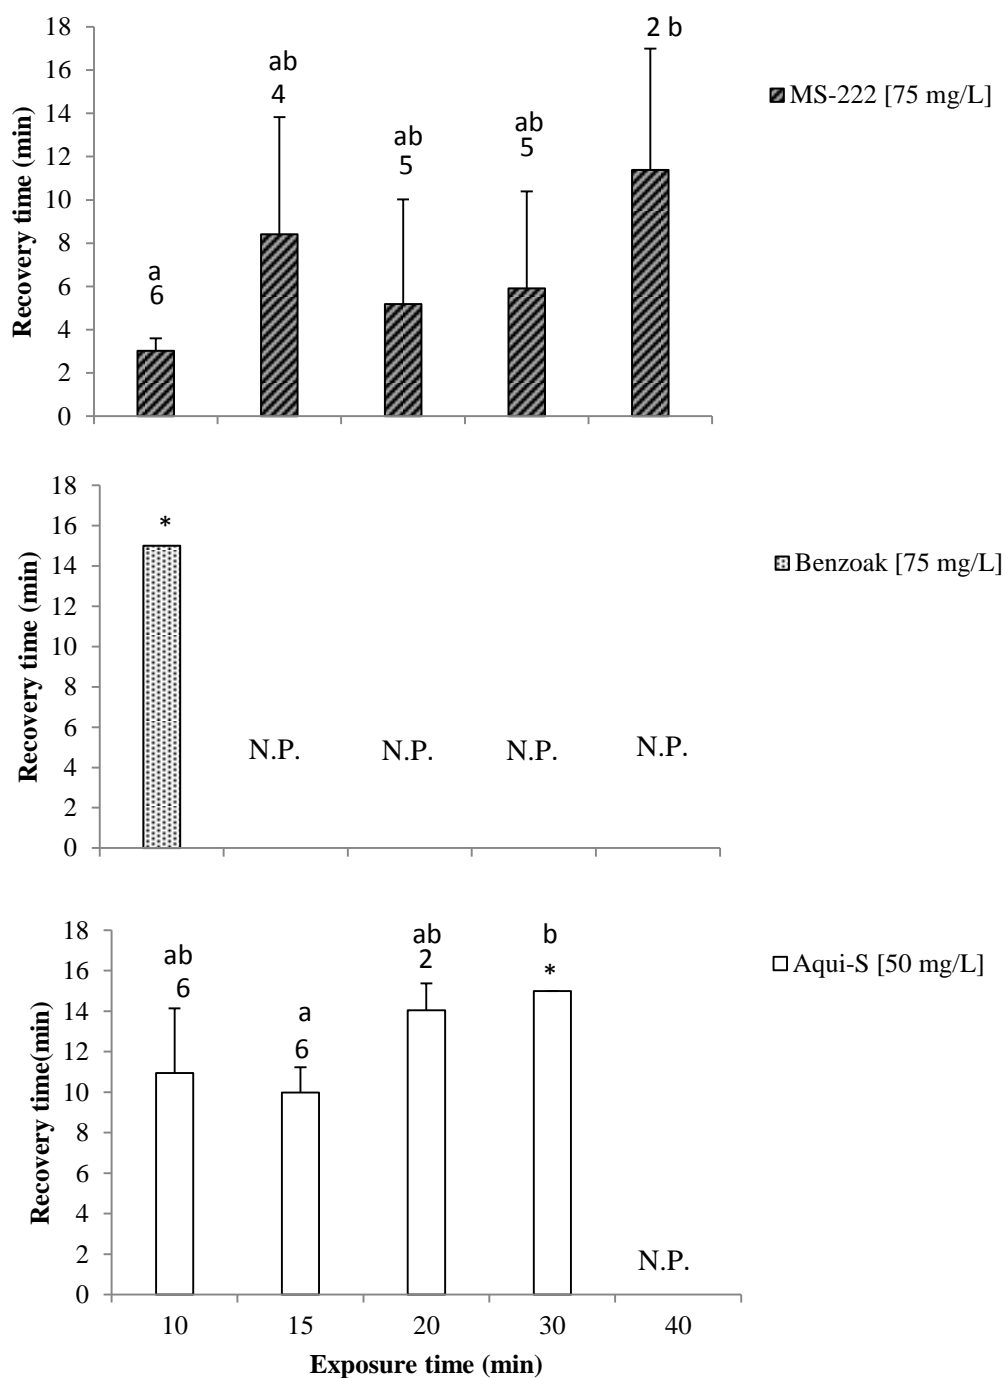 18
16
14
12
10
8
6
4
2
0
Recovery time (min)
a
6
ab
4
ab
5
ab
5
2 b
MS-222 [75 mg/L]
18
16
14
12
10
8
6
4
2
0
Recovery time (min)
*
N.P.
N.P.
N.P.
N.P.
Benzoak [75 mg/L]
18
16
14
12
10
8
6
4
2
0
Recovery time(min)
ab
6
a
6
ab
2
b
*
N.P.
Aqui-S [50 mg/L]
10
15
20
30
40
Exposure time (min)